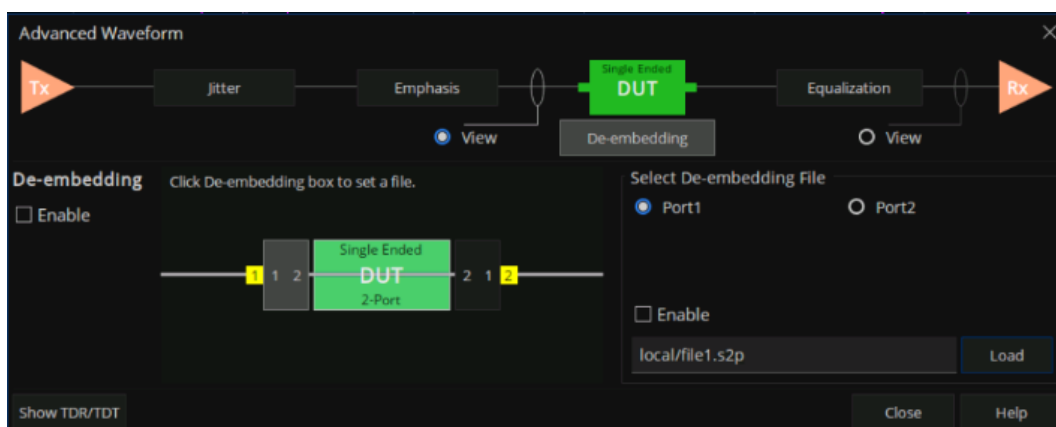 Advanced Waveform
Tx
Jitter
Emphasis
Single Ended
DUT
Equalization
Rx
View
De-embedding
View
De-embedding
Click De-embedding box to set a file.
Enable
1 1 2
Single Ended
DUT
2-Port
2 1 2
Select De-embedding File
Port1
Port2
Enable
local/file1.s2p
Load
Show TDR/TDT
Close
Help